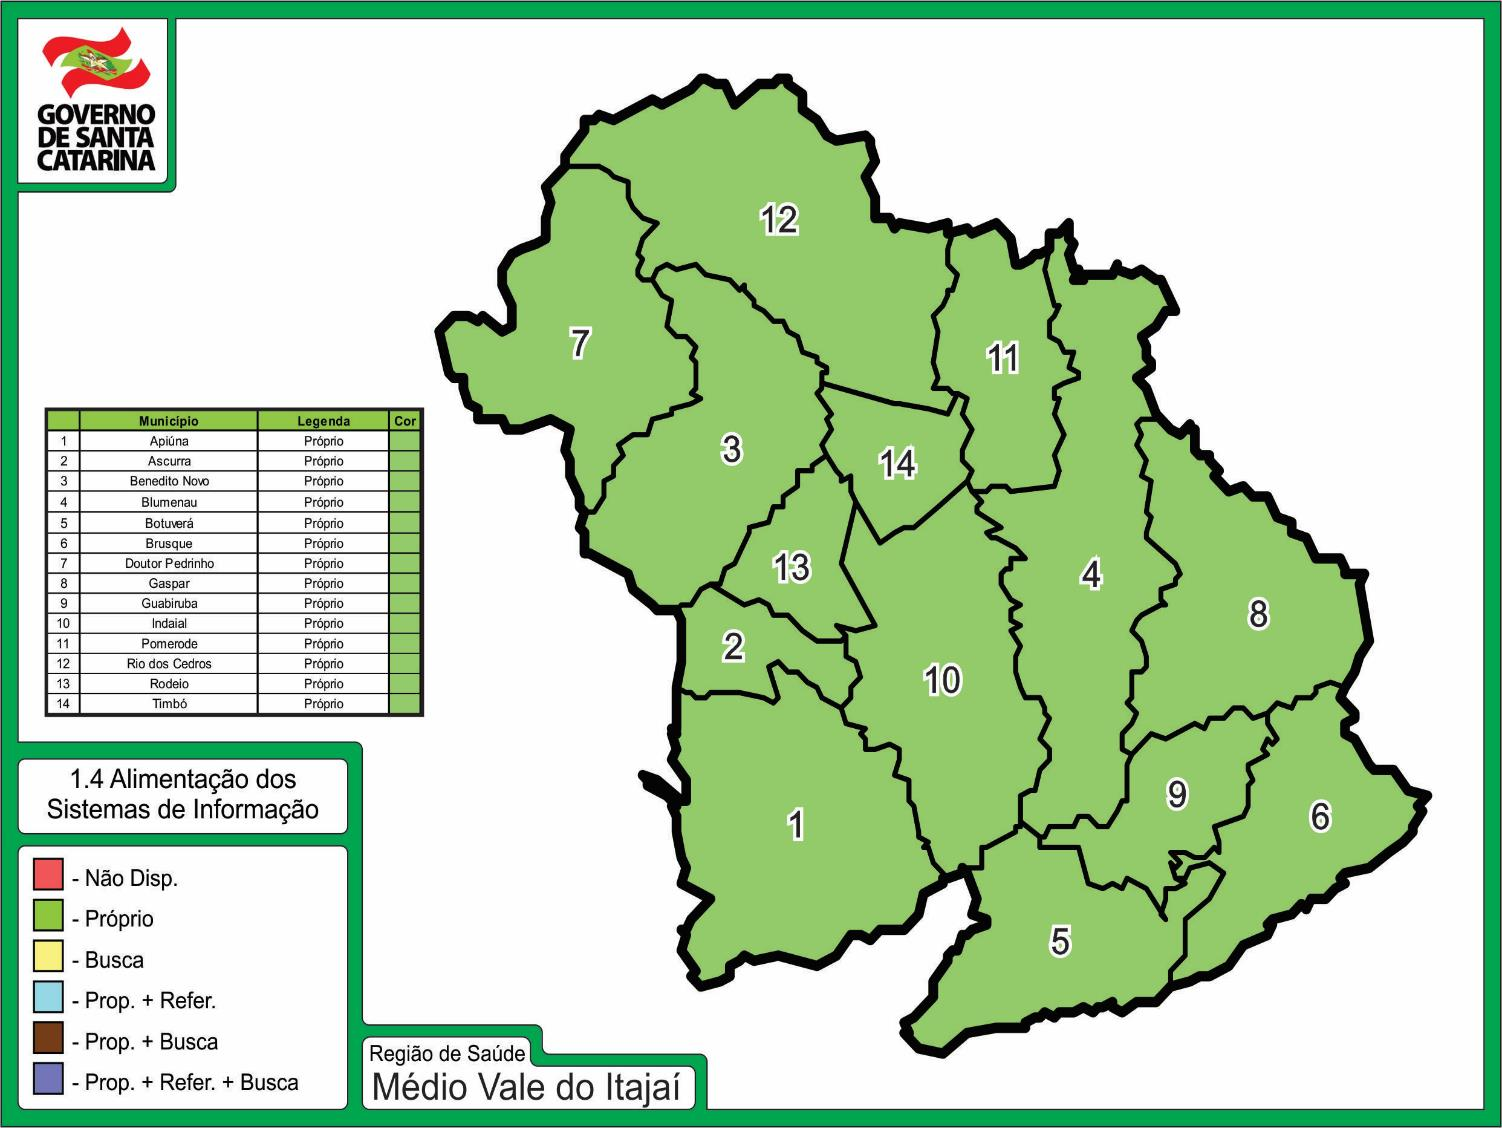 GOVERNO
DE SANTA
CATARINA
12
7
11
3
14
13
4
8
2
10
9
1
6
5
Município Legenda Cor
1 Apiúna Próprio
2 Ascurra Próprio
3 Benedito Novo Próprio
4 Blumenau Próprio
5 Botuverá Próprio
6 Brusque Próprio
7 Doutor Pedrinho Próprio
8 Gaspar Próprio
9 Guabiruba Próprio
10 Indaial Próprio
11 Pomerode Próprio
12 Rio dos Cedros Próprio
13 Rodeio Próprio
14 Timbó Próprio
1.4 Alimentação dos
Sistemas de Informação
- Não Disp.
- Próprio
- Busca
- Prop. + Refer.
- Prop. + Busca
- Prop. + Refer. + Busca
Região de Saúde
Médio Vale do Itajaí